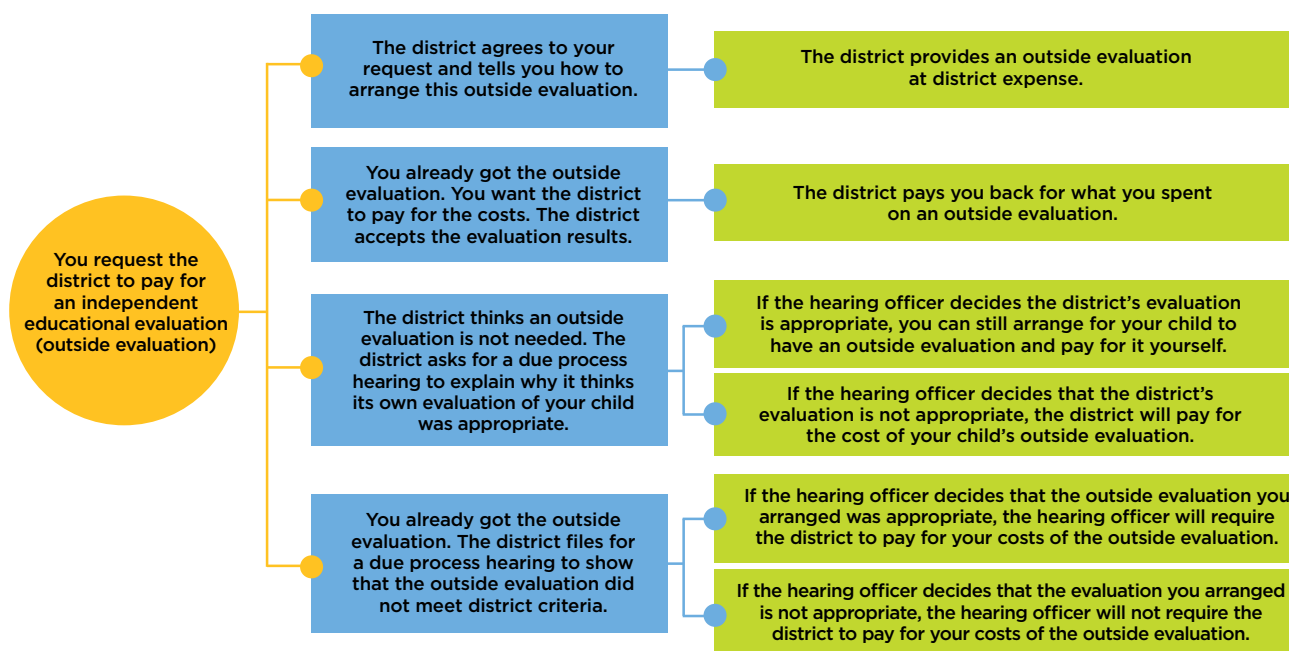 You request the
district to pay for
an independent
educational evaluation
(outside evaluation)
The district agrees to your
request and tells you how to
arrange this outside evaluation.
The district provides an outside evaluation
at district expense.
You already got the outside
evaluation. You want the district
to pay for the costs. The district
accepts the evaluation results.
The district pays you back for what you spent
on an outside evaluation.
The district thinks an outside
evaluation is not needed. The
district asks for a due process
hearing to explain why it thinks
its own evaluation of your child
was appropriate.
If the hearing officer decides the district’s evaluation
is appropriate, you can still arrange for your child to
have an outside evaluation and pay for it yourself.
If the hearing officer decides that the district’s
evaluation is not appropriate, the district will pay for
the cost of your child’s outside evaluation.
You already got the outside
evaluation. The district files for
a due process hearing to show
that the outside evaluation did
not meet district criteria.
If the hearing officer decides that the outside evaluation you
arranged was appropriate, the hearing officer will require
the district to pay for your costs of the outside evaluation.
If the hearing officer decides that the evaluation you arranged
is not appropriate, the hearing officer will not require the
district to pay for your costs of the outside evaluation.